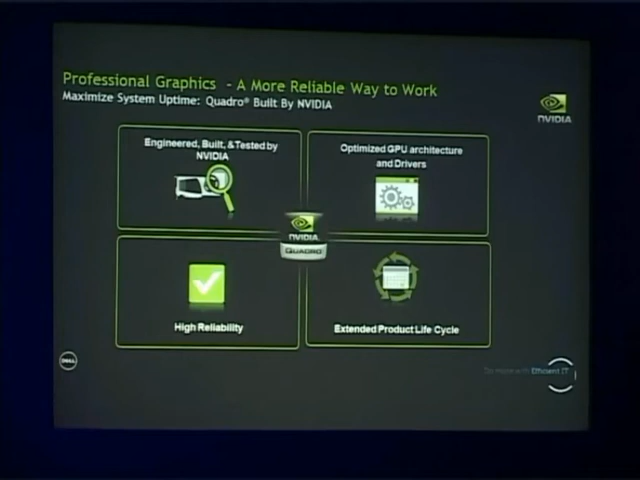 Professional Graphics - A More Reliable Way to Work
Maximize System Uptime: Quadro® Built By NVIDIA
NVIDIA
Engineered, Built, &Tested by
NVIDIA
Optimized GPU architecture
and Drivers
NVIDIA.
QUADRO
High Reliability
Extended Product Life Cycle
DELL
Efficient IT